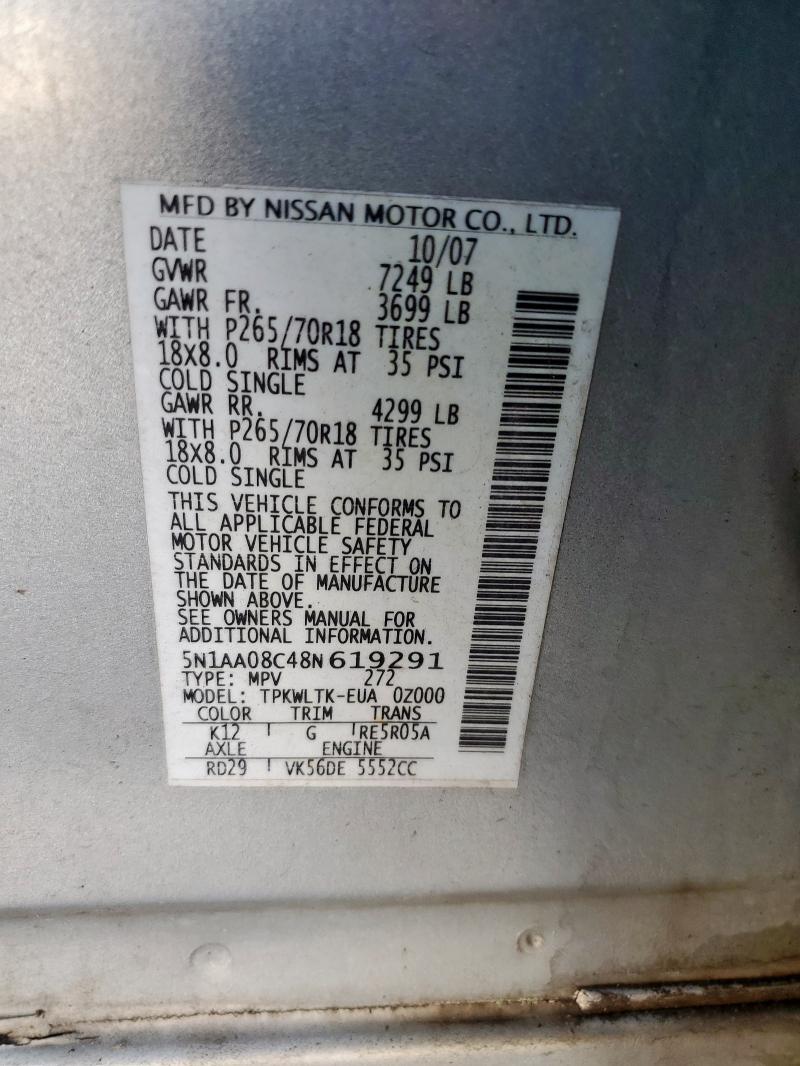 MFD BY NISSAN MOTOR CO., LTD.
DATE 10/07
GVWR 7249 LB
GAWR FR. 3699 LB
WITH P265/70R18 TIRES
18X8.0 RIMS AT 35 PSI
COLD SINGLE
GAWR RR. 4299 LB
WITH P265/70R18 TIRES
18X8.0 RIMS AT 35 PSI
COLD SINGLE
THIS VEHICLE CONFORMS TO
ALL APPLICABLE FEDERAL
MOTOR VEHICLE SAFETY
STANDARDS IN EFFECT ON
THE DATE OF MANUFACTURE
SHOWN ABOVE.
SEE OWNERS MANUAL FOR
ADDITIONAL INFORMATION.
5N1AA08C48N619291
TYPE: MPV 272
MODEL: TPKWLTK-EUA 0Z000
COLOR TRIM TRANS
K12 G RE5R05A
AXLE ENGINE
RD29 VK56DE 5552CC